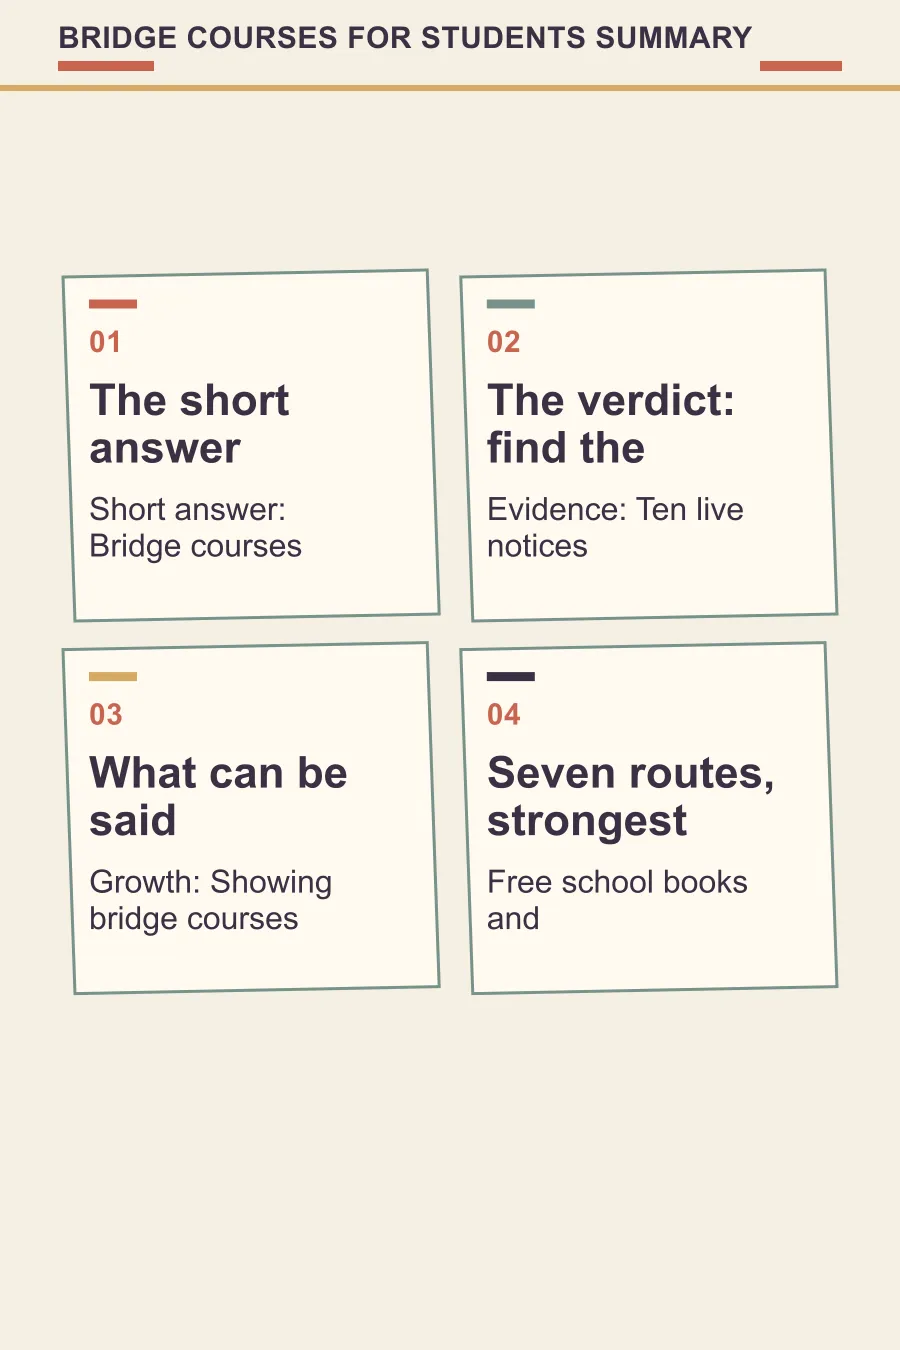 BRIDGE COURSES FOR STUDENTS SUMMARY
01
The short
answer
Short answer:
Bridge courses
02
The verdict:
find the
Evidence: Ten live
notices
03
What can be
said
Growth: Showing
bridge courses
04
Seven routes,
strongest
Free school books
and